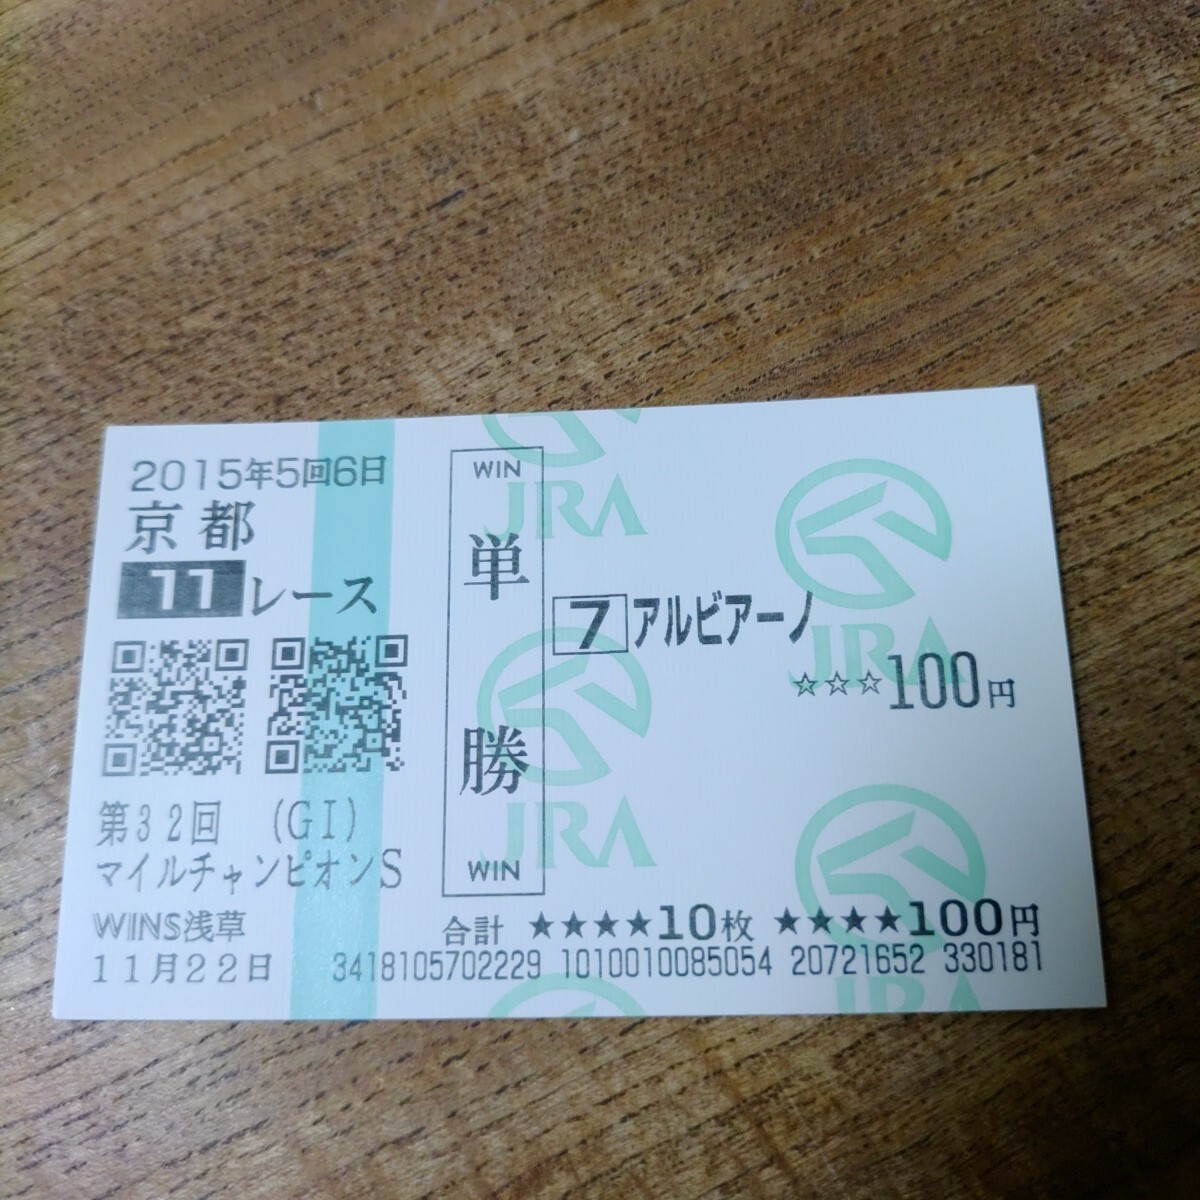 2015年5回6日
京都
11レース
第32回 (GI)
マイルチャンピオンS
WINS浅草
11月22日
WIN
単勝
WIN
7 アルビアーノ
☆☆☆100円
合計 ★★★★10枚 ★★★★100円
3418105702229 1010010085054 20721652 330181
JRA
JRA
JRA
JRA